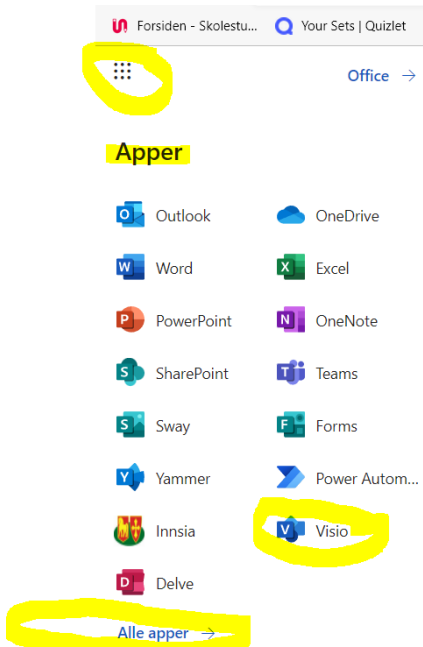 Forsiden - Skolestu... Your Sets | Quizlet
Office →
Apper
Outlook OneDrive
Word Excel
PowerPoint OneNote
SharePoint Teams
Sway Forms
Yammer Power Autom...
Innsia Visio
Delve
Alle apper →